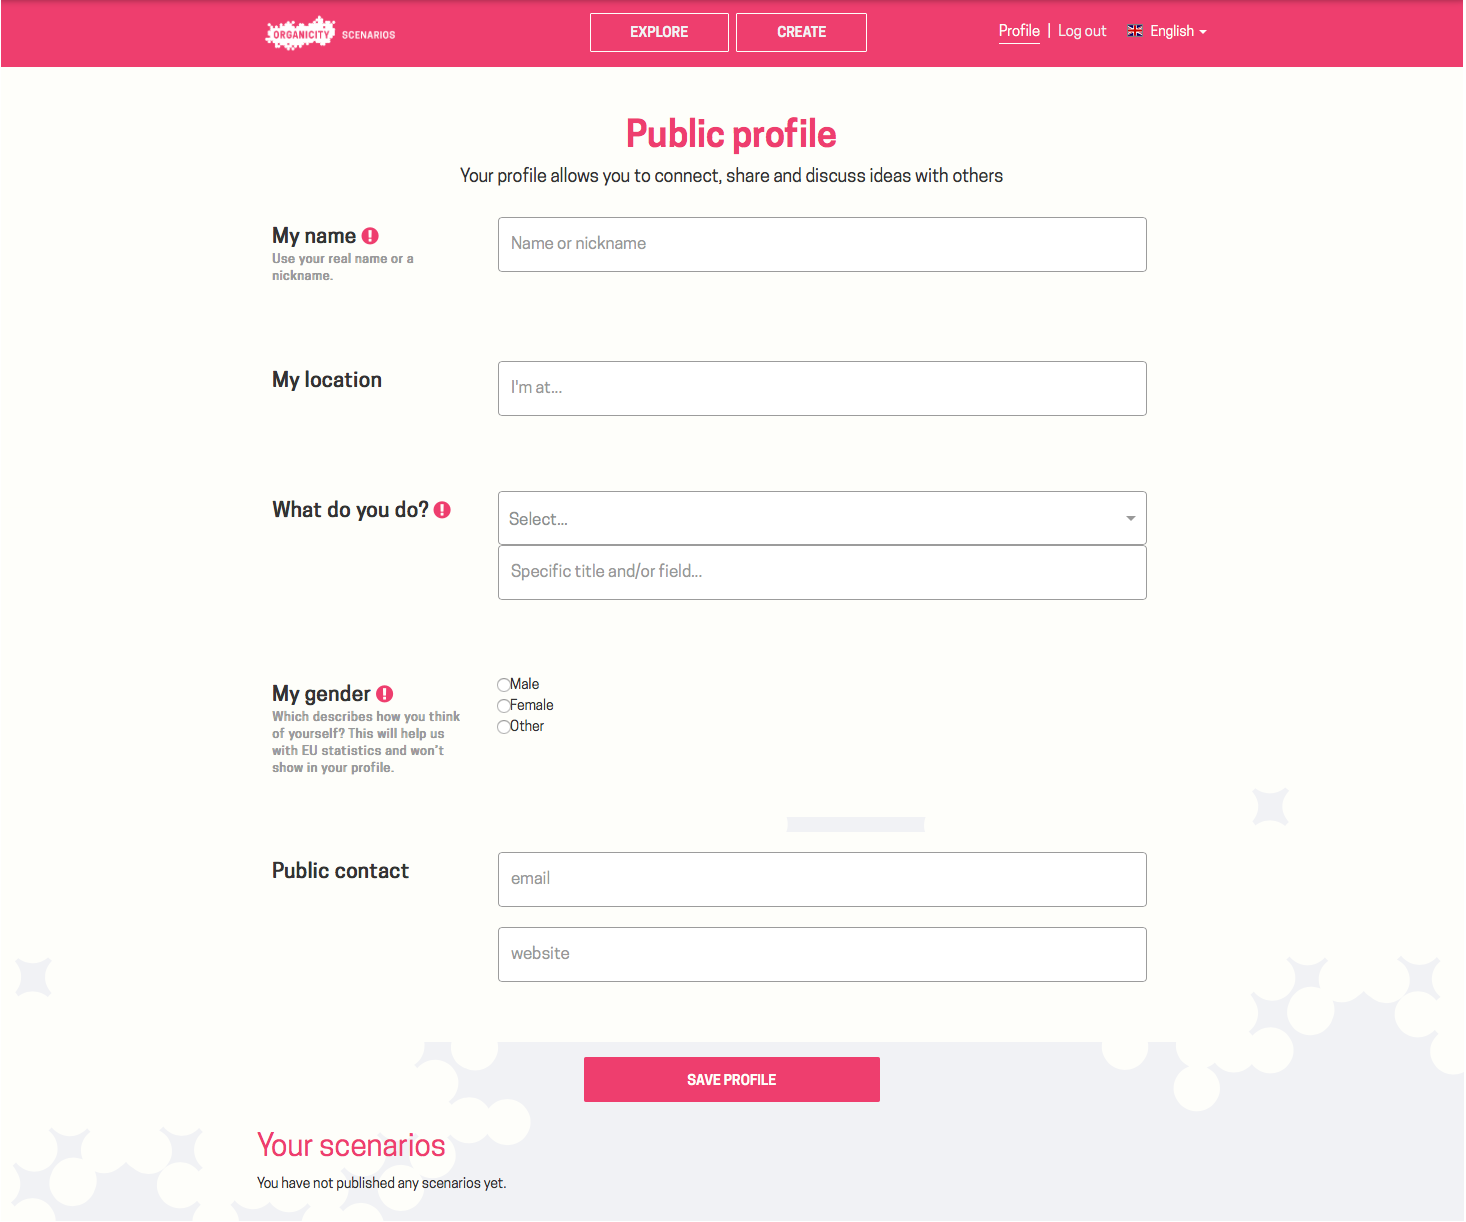 ORGANICITY SCENARIOS
EXPLORE
CREATE
Profile | Log out
English
Public profile
Your profile allows you to connect, share and discuss ideas with others
My name
Use your real name or a
nickname.
Name or nickname
My location
I'm at...
What do you do?
Select...
Specific title and/or field...
My gender
Which describes how you think
of yourself? This will help us
with EU statistics and won't
show in your profile.
Male
Female
Other
Public contact
email
website
SAVE PROFILE
Your scenarios
You have not published any scenarios yet.